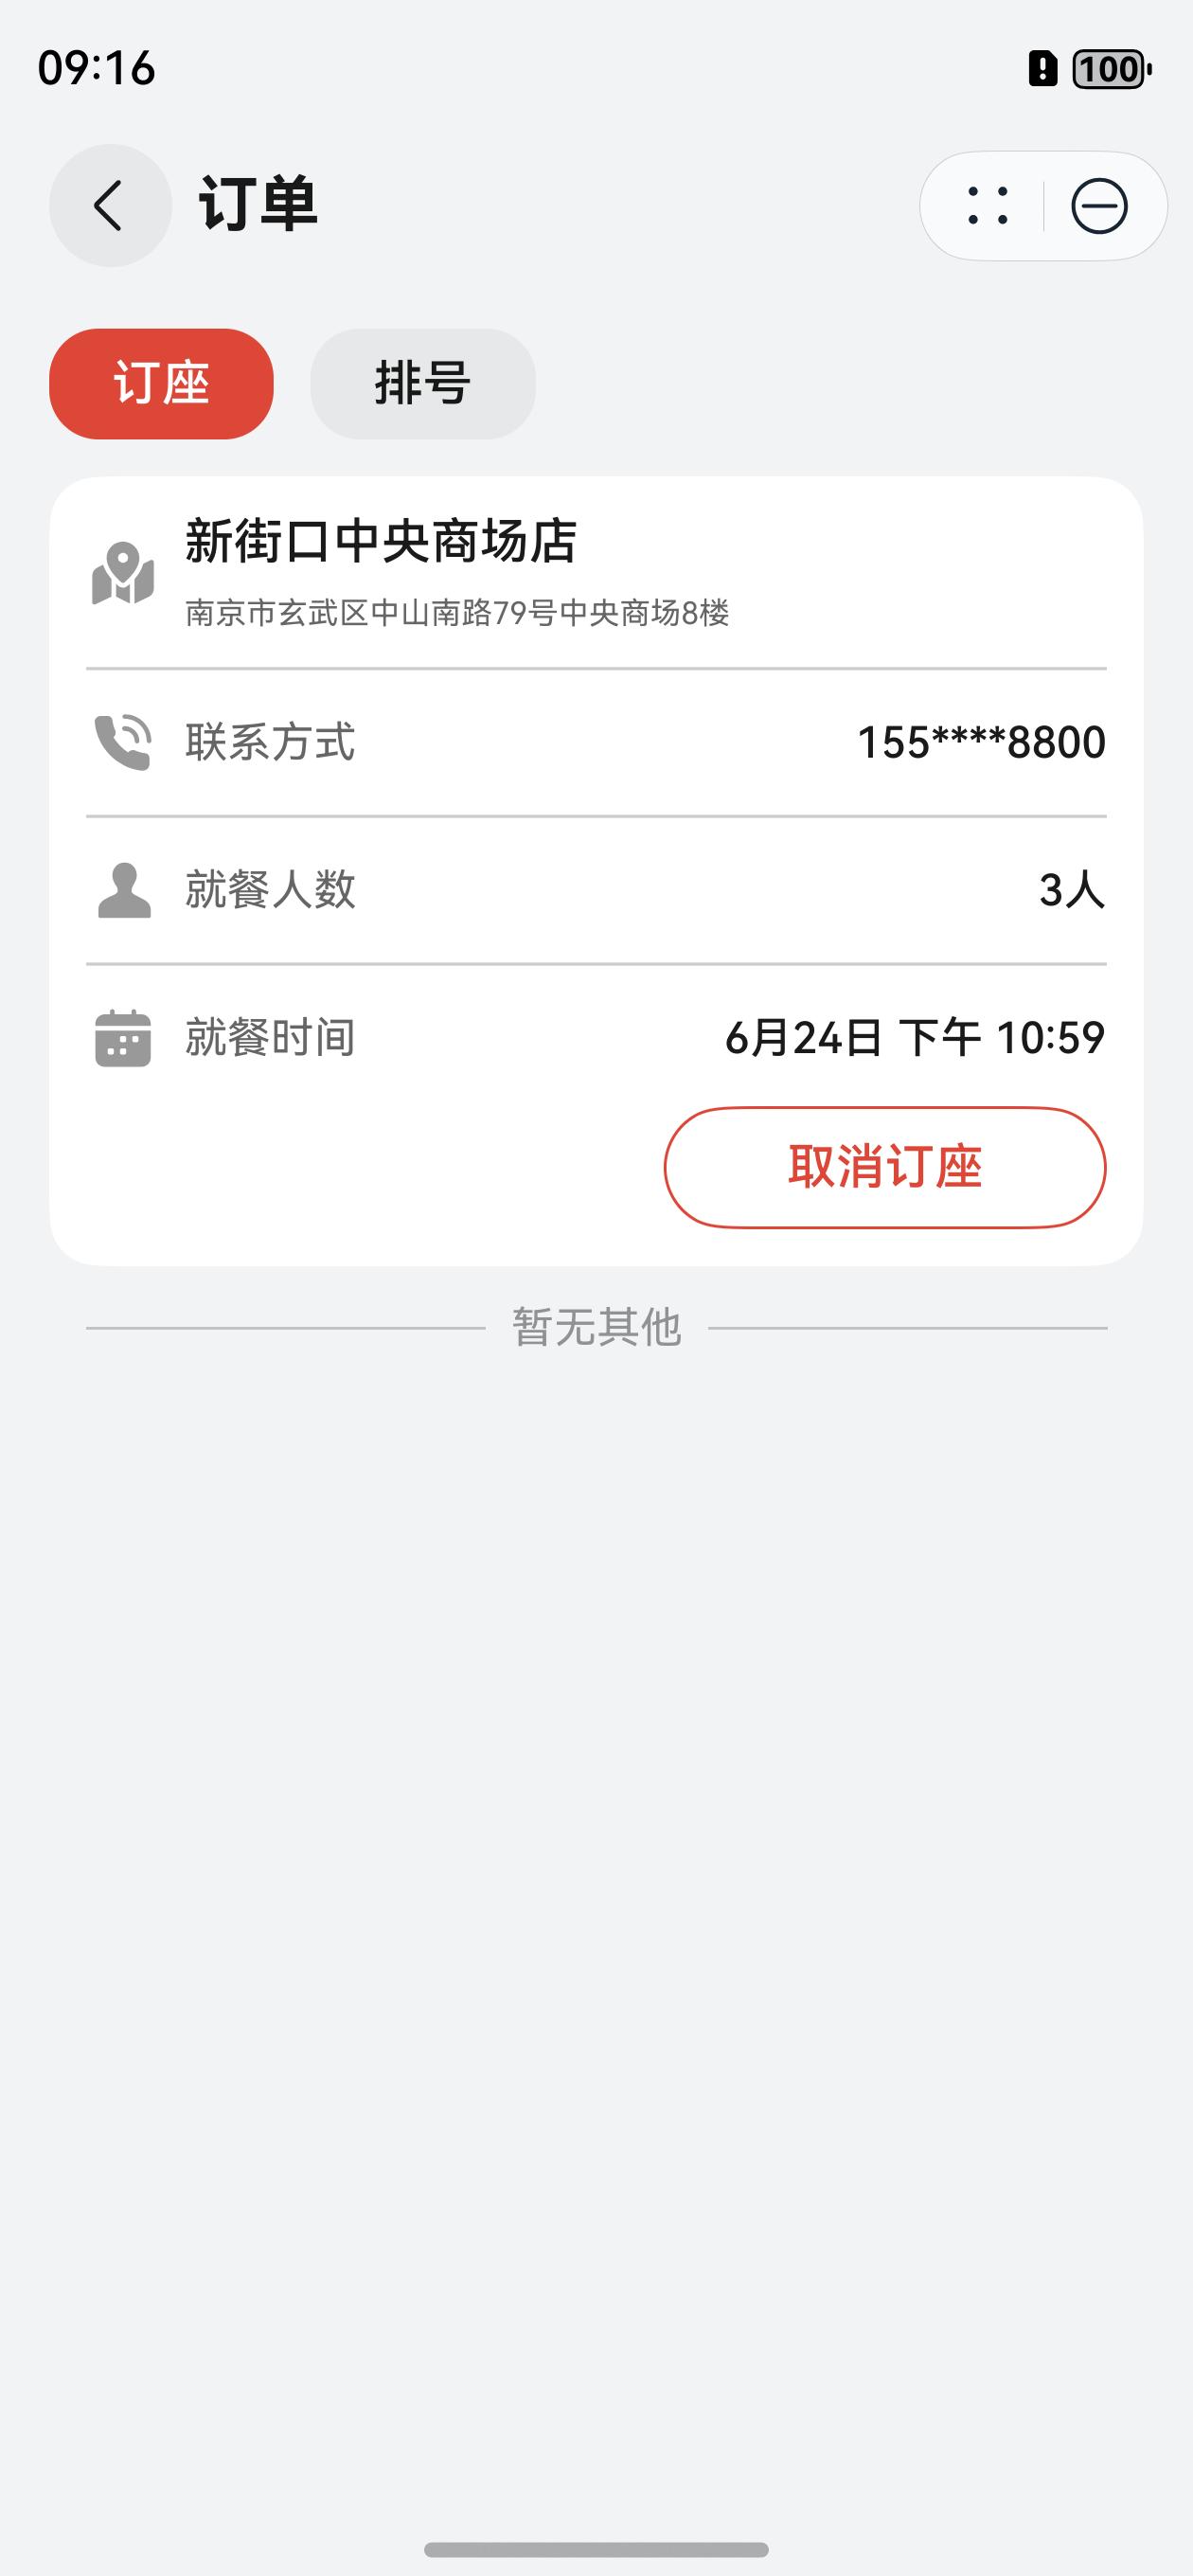 09:16
100
订单
订座
排号
新街口中央商场店
南京市玄武区中山南路79号中央商场8楼
联系方式 155****8800
就餐人数 3人
就餐时间 6月24日 下午 10:59
取消订座
暂无其他